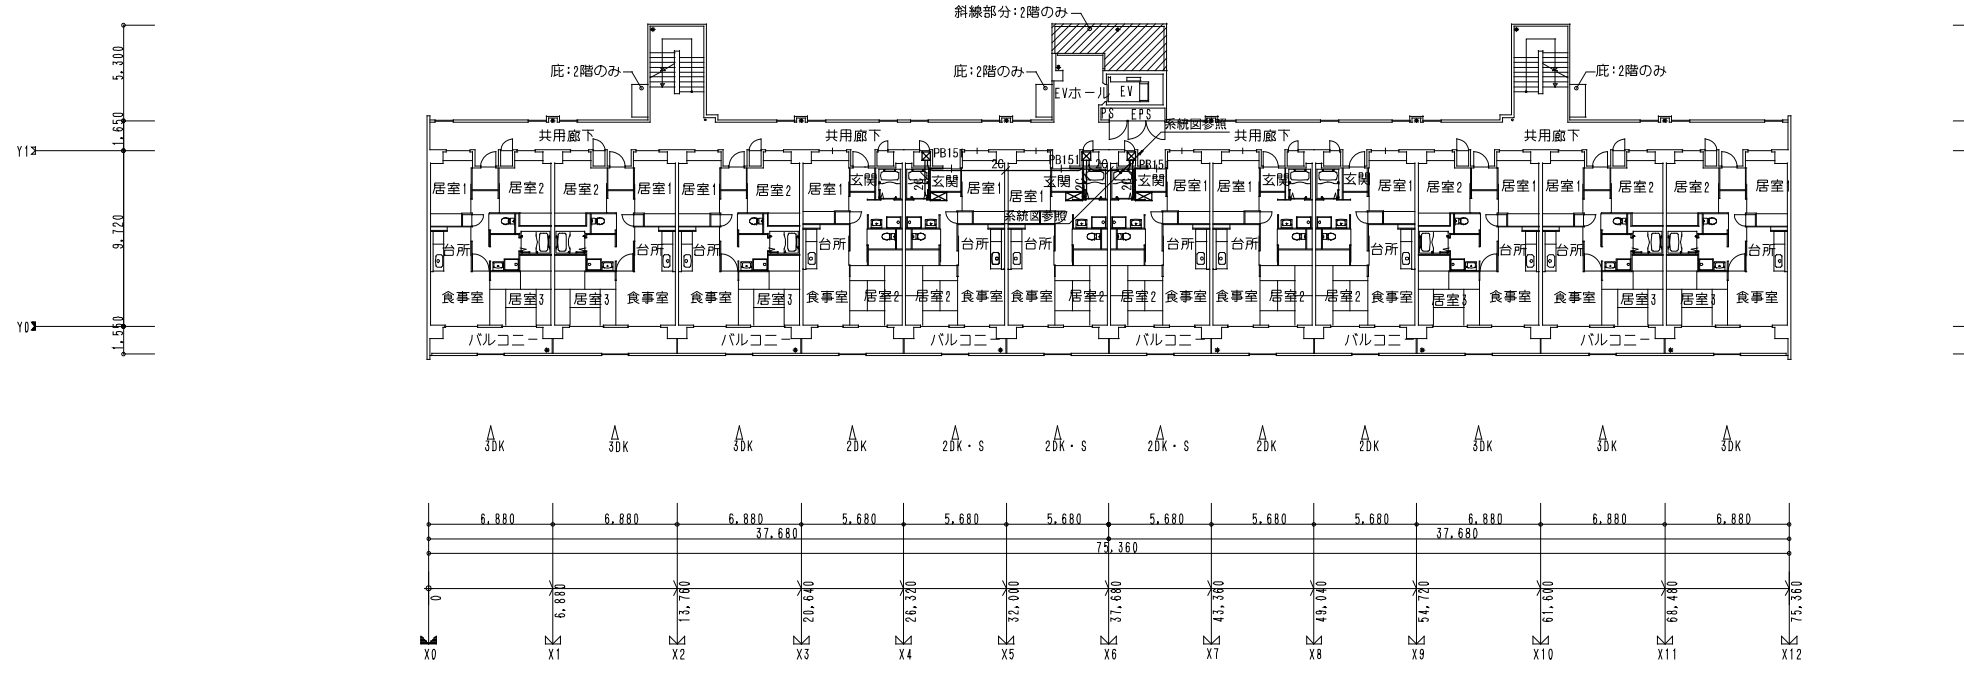 斜線部分:2階のみ
庇:2階のみ
庇:2階のみ
庇:2階のみ
5,300
EVホール
EV
PS
EPS
1,650
共用廊下
共用廊下
系統図参照
共用廊下
共用廊下
Y1
PB151
20
PB151
20
PB151
居室1
居室2
居室2
居室1
居室1
居室2
居室1
玄関
20
玄関
居室1
居室1
玄関
20
20
玄関
居室1
居室1
玄関
玄関
居室1
居室2
居室1
居室1
居室2
居室2
居室1
系統図参照
9,720
台所
台所
台所
台所
台所
台所
台所
台所
台所
台所
台所
台所
食事室
居室3
居室3
食事室
食事室
居室3
食事室
居室2
居室2
食事室
食事室
居室2
居室2
食事室
食事室
居室2
居室2
食事室
居室3
食事室
食事室
居室3
居室3
食事室
Y0
1,560
バルコニー
バルコニー
バルコニー
バルコニー
バルコニー
バルコニー
3DK
3DK
3DK
2DK
2DK・S
2DK・S
2DK・S
2DK
2DK
3DK
3DK
3DK
6,880
6,880
6,880
5,680
5,680
5,680
5,680
5,680
5,680
6,880
6,880
6,880
37,680
37,680
75,360
0
6,880
13,760
20,640
26,320
32,000
37,680
43,360
49,040
54,720
61,600
68,480
75,360
X0
X1
X2
X3
X4
X5
X6
X7
X8
X9
X10
X11
X12